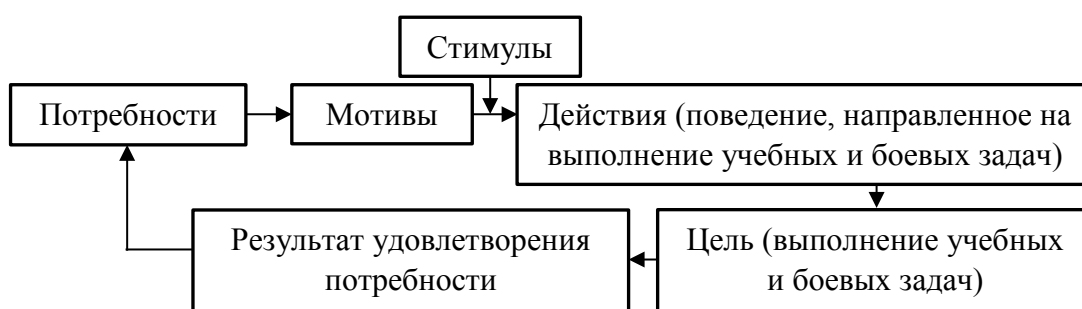 Стимулы
Потребности
Мотивы
Действия (поведение, направленное на
выполнение учебных и боевых задач)
Результат удовлетворения
потребности
Цель (выполнение учебных
и боевых задач)